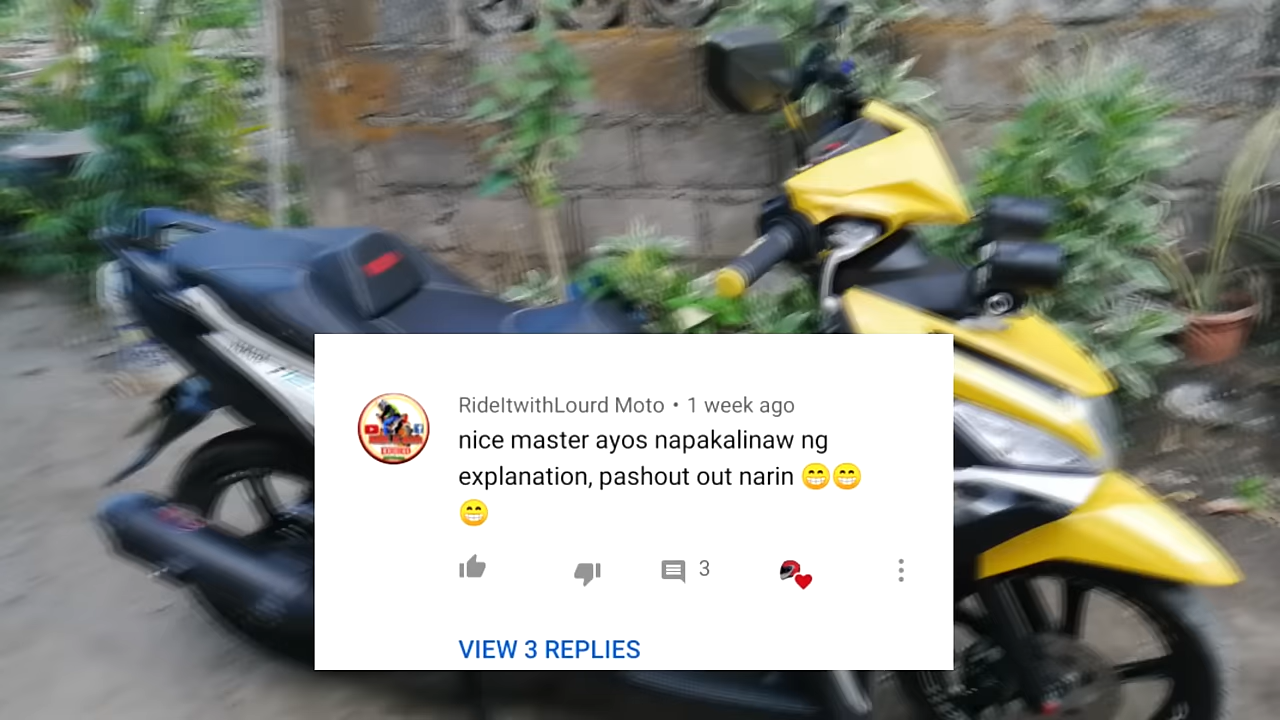 RideItwithLourd Moto • 1 week ago
nice master ayos napakalinaw ng
explanation, pashout out narin 😁😁
😁
3
VIEW 3 REPLIES